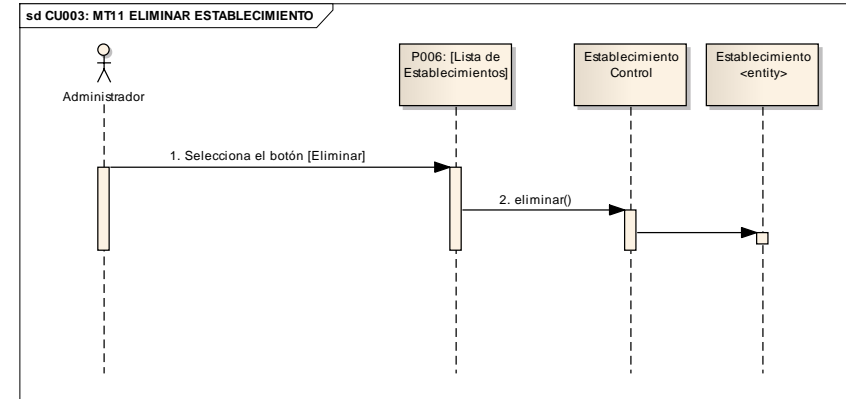 sd CU003: MT11 ELIMINAR ESTABLECIMIENTO
Administrador
P006: [Lista de
Establecimientos]
Establecimiento
Control
Establecimiento
<entity>
1. Selecciona el botón [Eliminar]
2. eliminar()